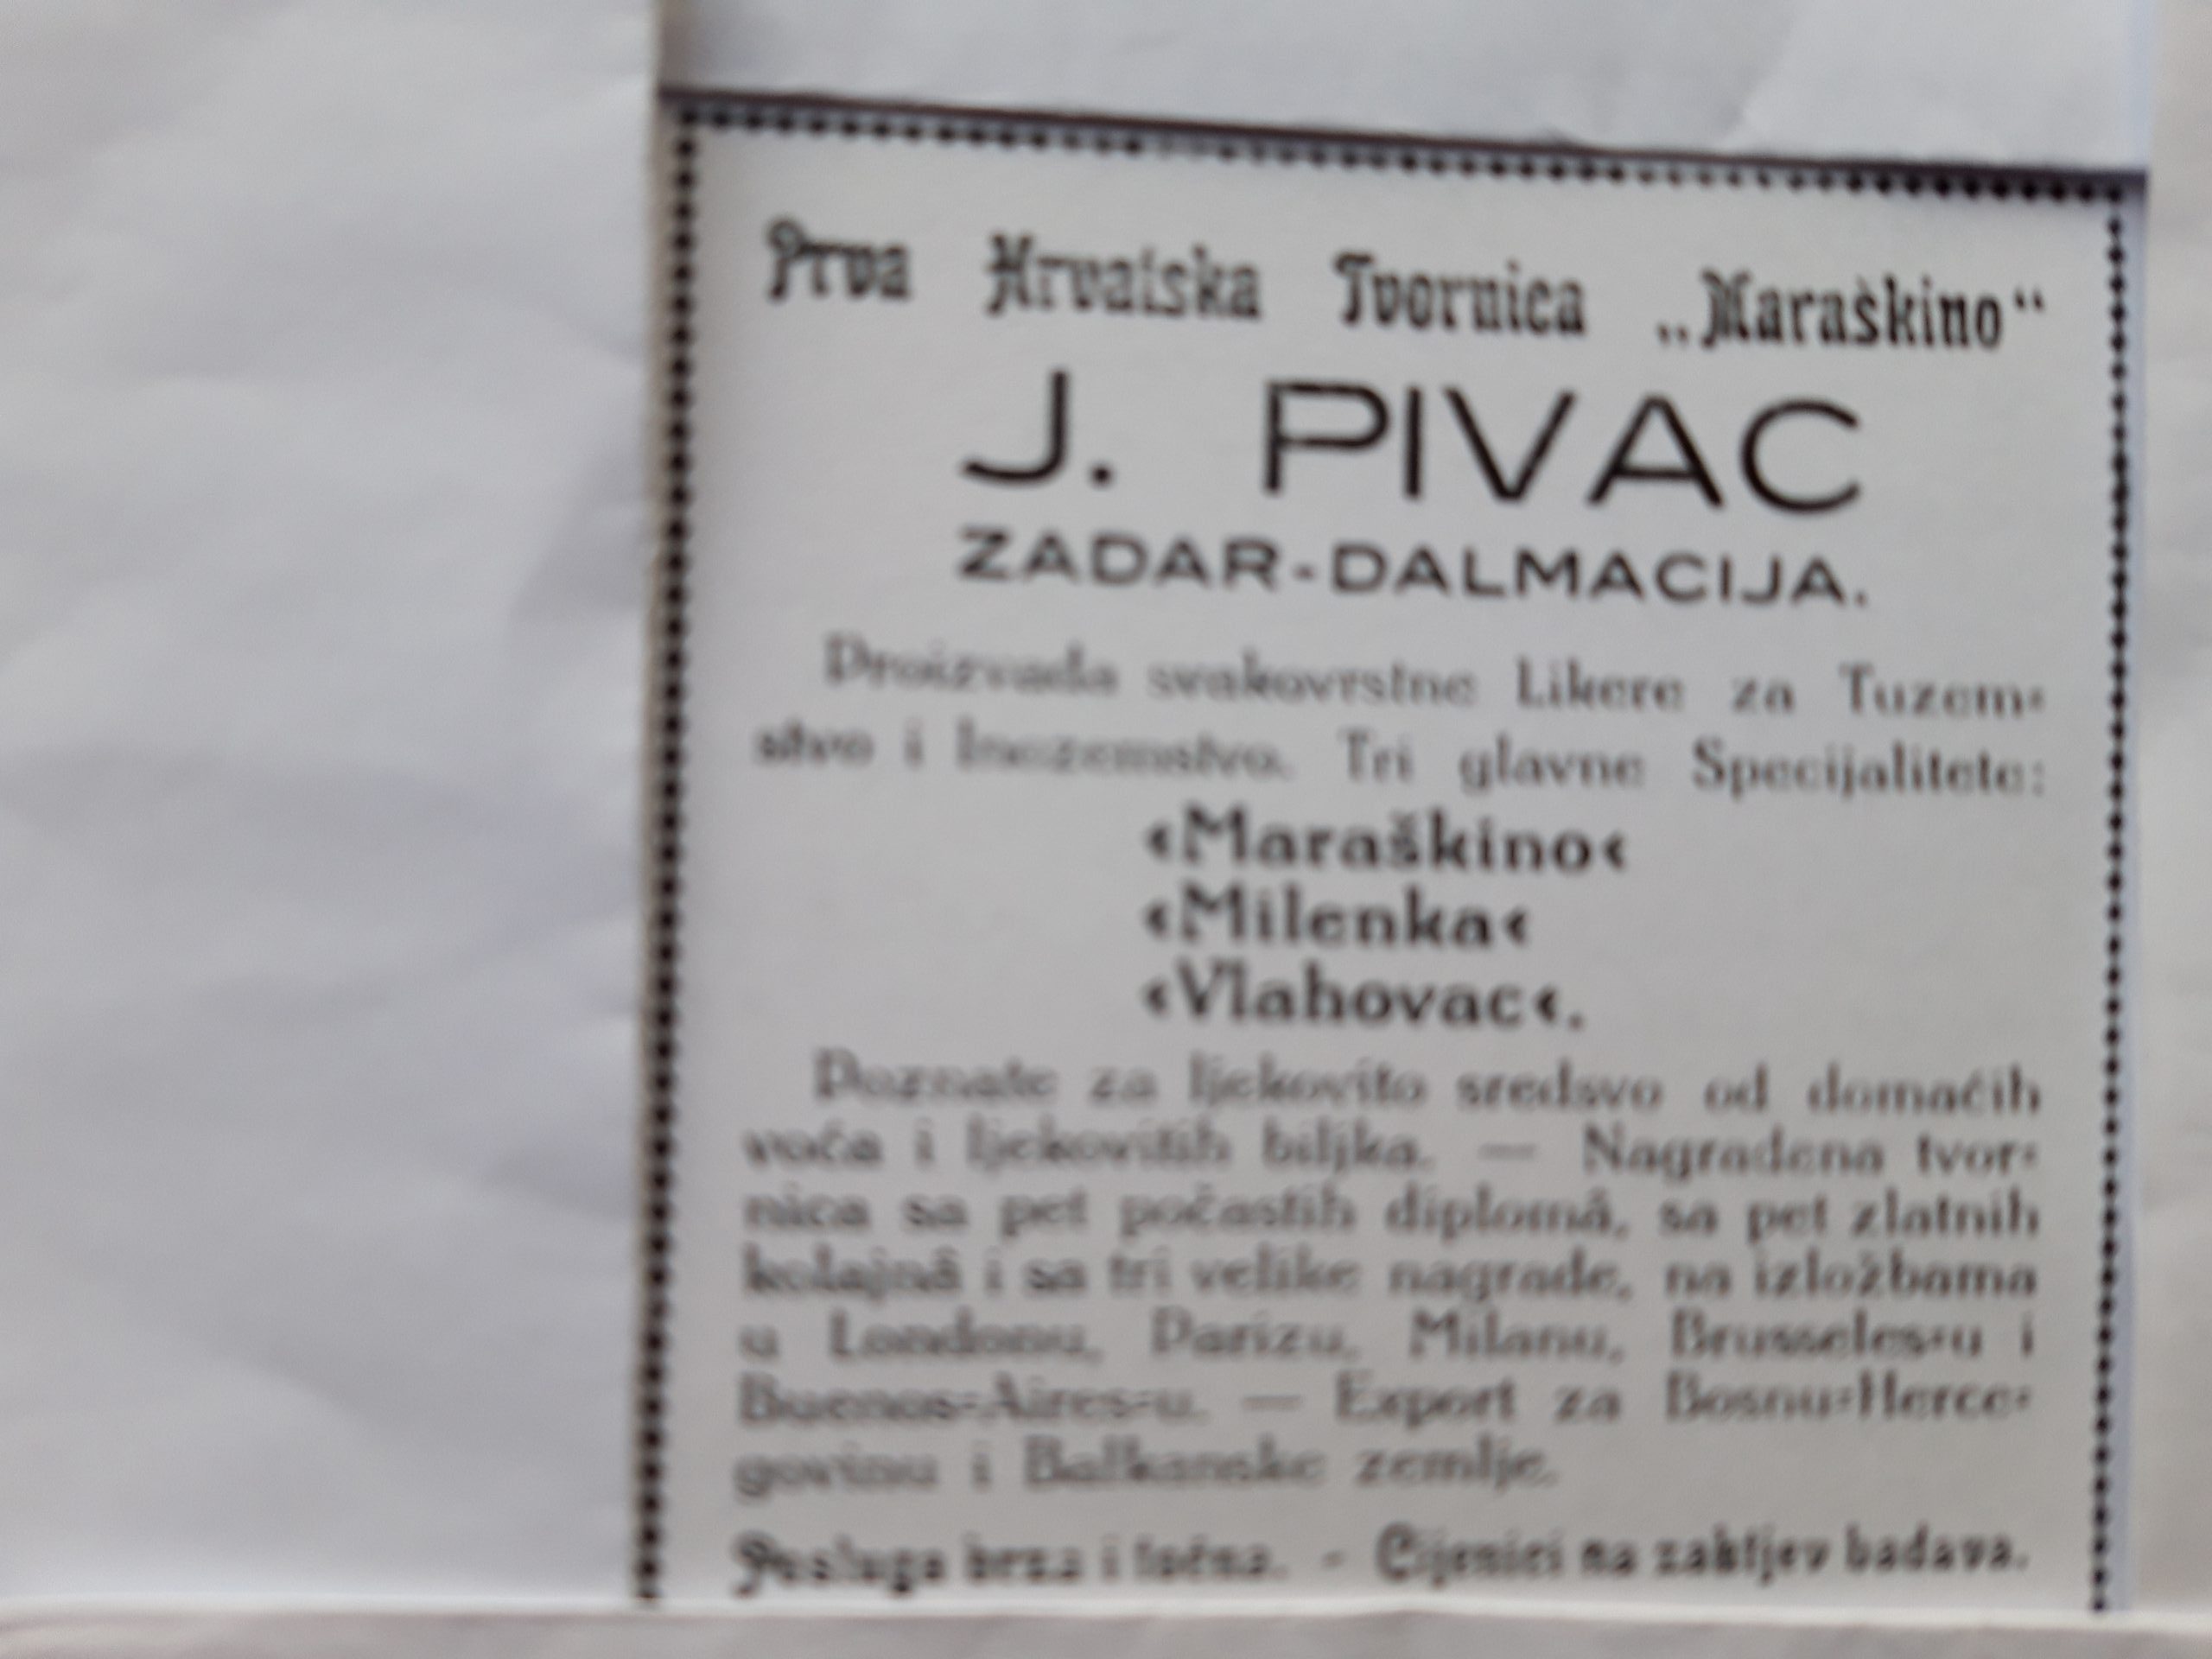 Prva Hrvatska Tvornica „Maraškino“
J. PIVAC
ZADAR-DALMACIJA.
Proizvada svakovrstne Likere za Tuzem=
stvo i Inozemstvo. Tri glavne Specijalitete:
‹Maraškino‹
‹Milenka‹
‹Vlahovac‹.
Poznate za ljekovito sredsvo od domaćih
voća i ljekovitih biljka. — Nagradena tvor=
nica sa pet počastih diplomâ, sa pet zlatnih
kolajnâ i sa tri velike nagrade, na izložbama
u Londonu, Parizu, Milanu, Brusseles=u i
Buenos=Aires=u. — Export za Bosnu=Herce=
govinu i Balkanske zemlje.
Posluga brza i točna. - Cijenici na zahtjev badava.